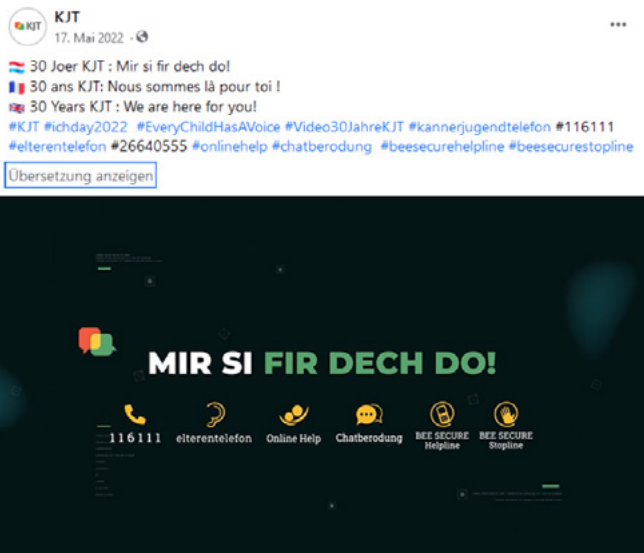 KJT
KJT
17. Mai 2022 ·
30 Joer KJT : Mir si fir dech do!
30 ans KJT: Nous sommes là pour toi !
30 Years KJT : We are here for you!
#KJT #ichday2022 #EveryChildHasAVoice #Video30JahreKJT #kannerjugendtelefon #116111
#elterentelefon #26640555 #onlinehelp #chatberodung #beesecurehelpline #beesecurestopline
Übersetzung anzeigen
MIR SI FIR DECH DO!
116111 elterentelefon Online Help Chatberodung BEE SECURE BEE SECURE
Helpline Stopline